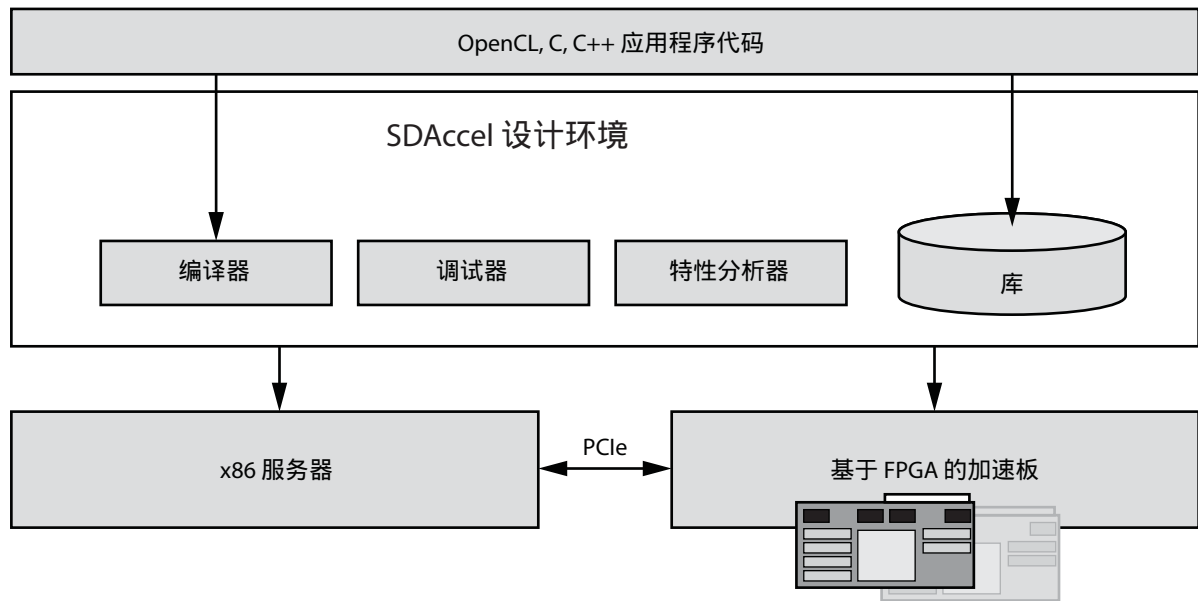 OpenCL, C, C++ 应用程序代码
SDAccel 设计环境
编译器
调试器
特性分析器
库
x86 服务器
PCIe
基于 FPGA 的加速板